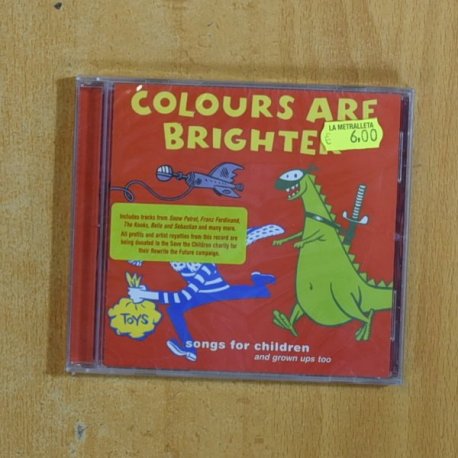 COLOURS ARE
BRIGHTER
LA METRALLETA
€ 6,00
Includes tracks from Snow Patrol, Franz Ferdinand,
The Kooks, Belle and Sebastian and many more.
All profits and artist royalties from this record are
being donated to the Save the Children charity for
their Rewrite the Future campaign.
TOYS
songs for children
and grown ups too